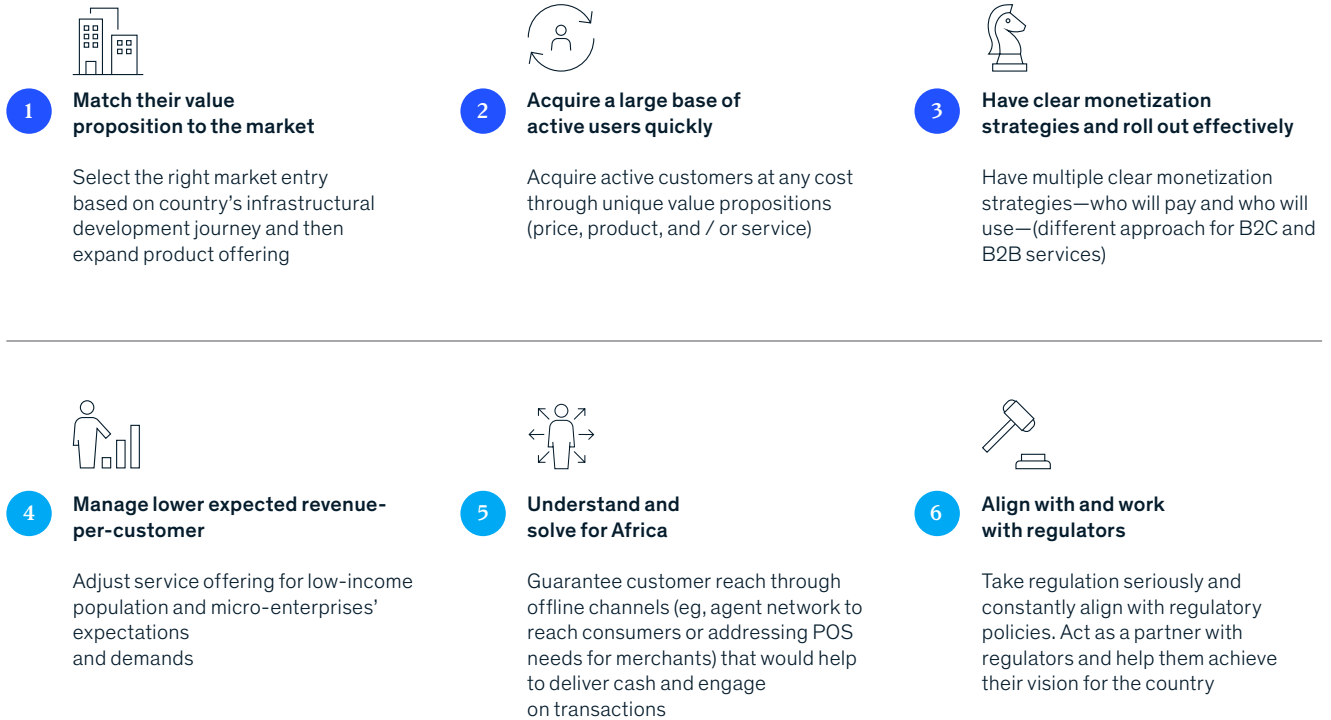 1
Match their value
proposition to the market
Select the right market entry
based on country’s infrastructural
development journey and then
expand product offering
2
Acquire a large base of
active users quickly
Acquire active customers at any cost
through unique value propositions
(price, product, and / or service)
3
Have clear monetization
strategies and roll out effectively
Have multiple clear monetization
strategies—who will pay and who will
use—(different approach for B2C and
B2B services)
4
Manage lower expected revenue-
per-customer
Adjust service offering for low-income
population and micro-enterprises’
expectations
and demands
5
Understand and
solve for Africa
Guarantee customer reach through
offline channels (eg, agent network to
reach consumers or addressing POS
needs for merchants) that would help
to deliver cash and engage
on transactions
6
Align with and work
with regulators
Take regulation seriously and
constantly align with regulatory
policies. Act as a partner with
regulators and help them achieve
their vision for the country